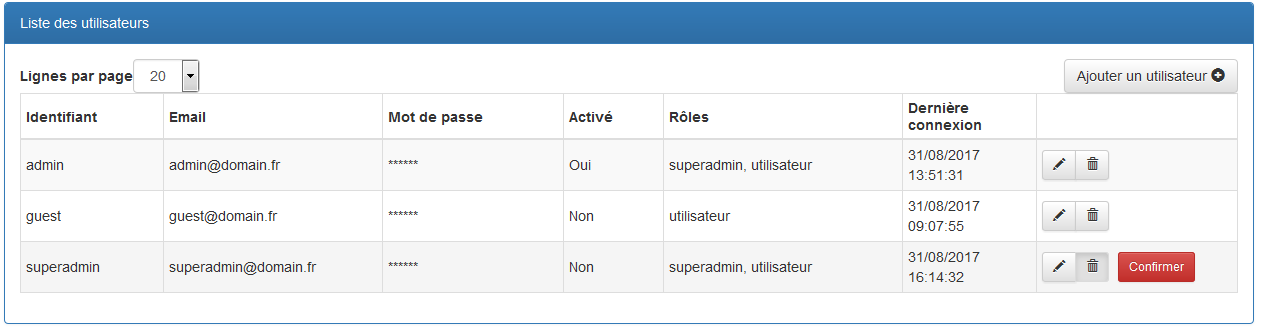 Liste des utilisateurs
Lignes par page 20
Ajouter un utilisateur
Identifiant Email Mot de passe Activé Rôles Dernière connexion
admin admin@domain.fr ****** Oui superadmin, utilisateur 31/08/2017 13:51:31
guest guest@domain.fr ****** Non utilisateur 31/08/2017 09:07:55
superadmin superadmin@domain.fr ****** Non superadmin, utilisateur 31/08/2017 16:14:32 Confirmer